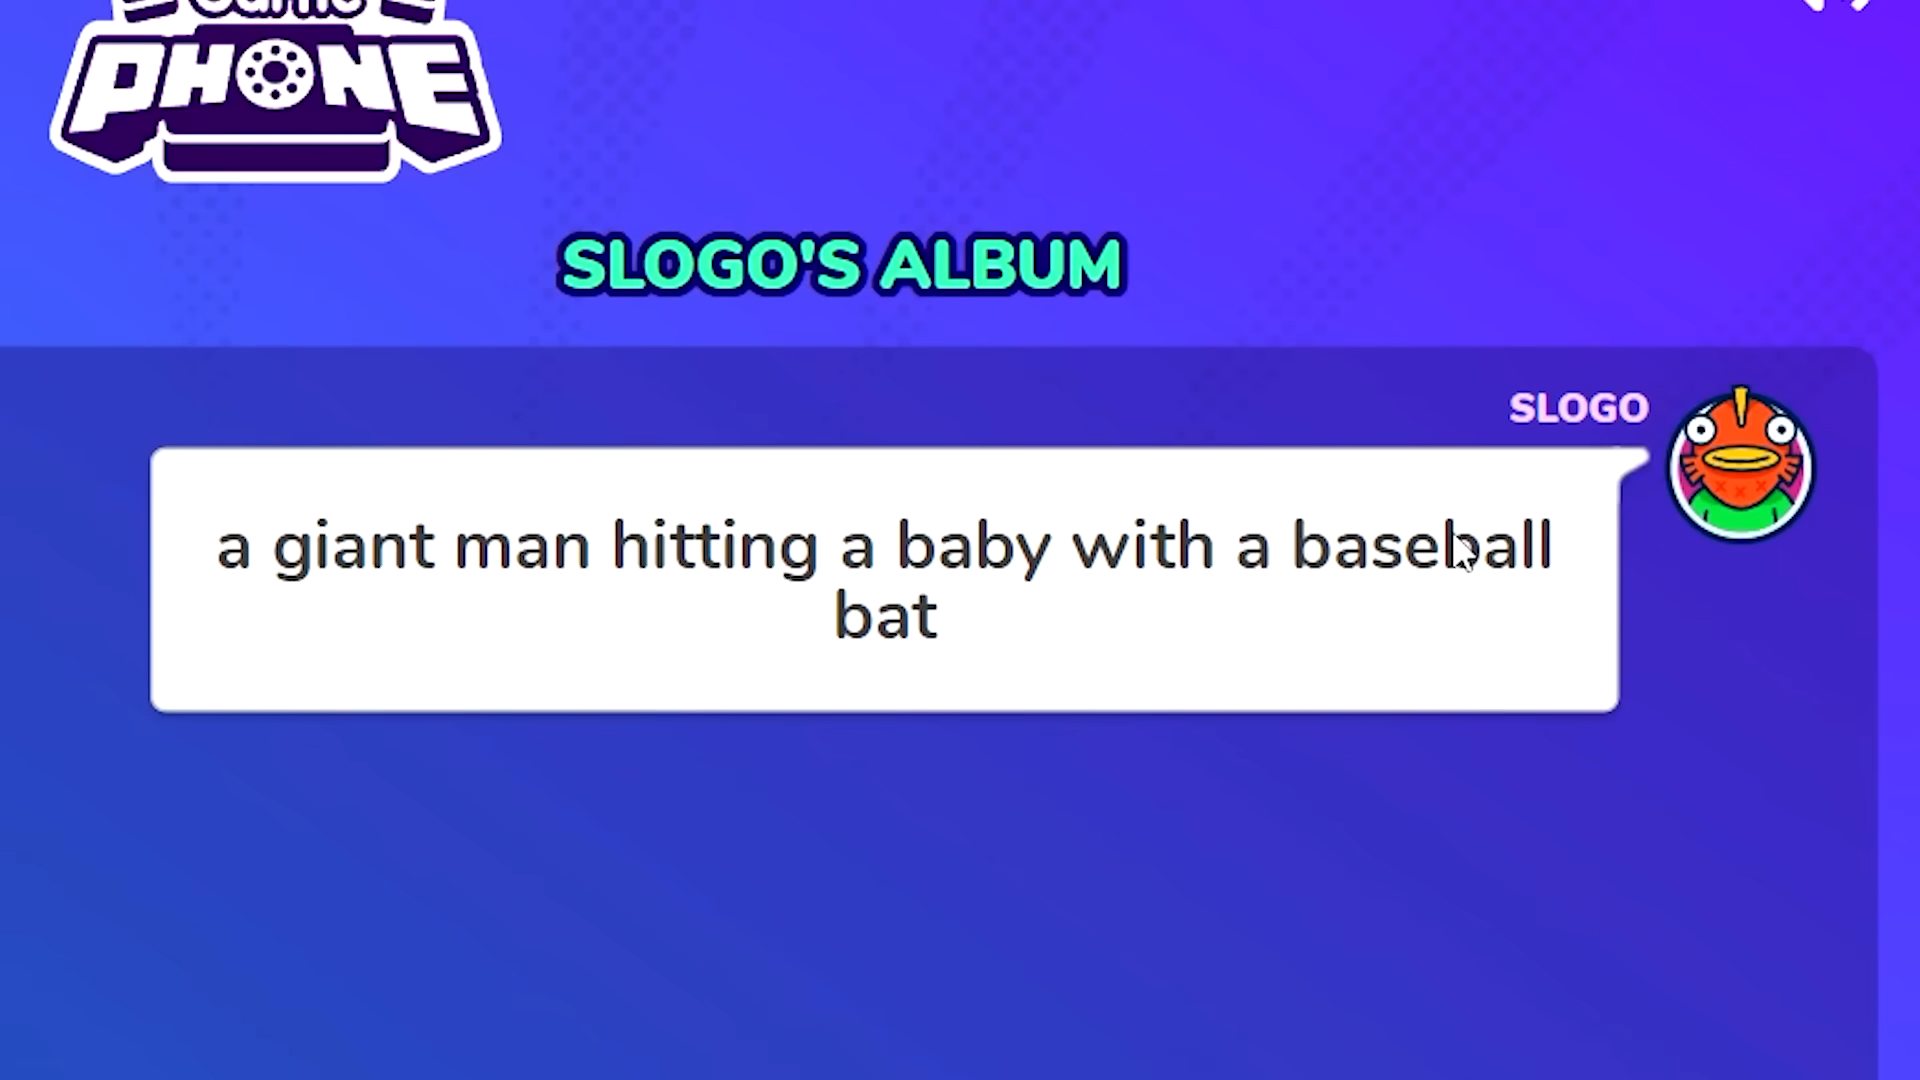 PHONE
SLOGO'S ALBUM
SLOGO
a giant man hitting a baby with a baseball
bat